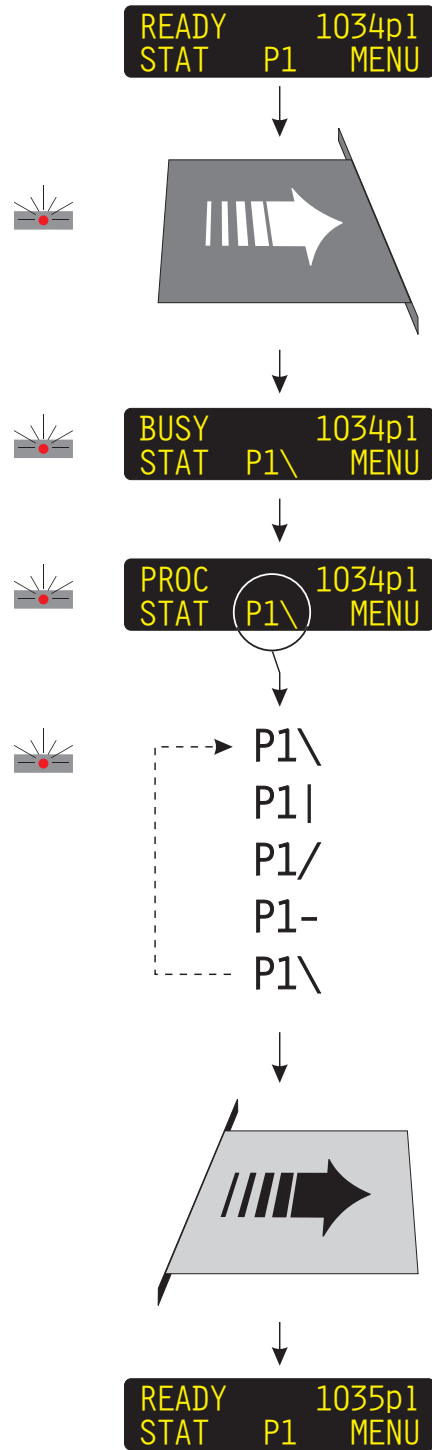 READY 1034pl
STAT P1 MENU
BUSY 1034pl
STAT P1\ MENU
PROC 1034pl
STAT P1\ MENU
P1\
P1|
P1/
P1-
P1\
READY 1035pl
STAT P1 MENU